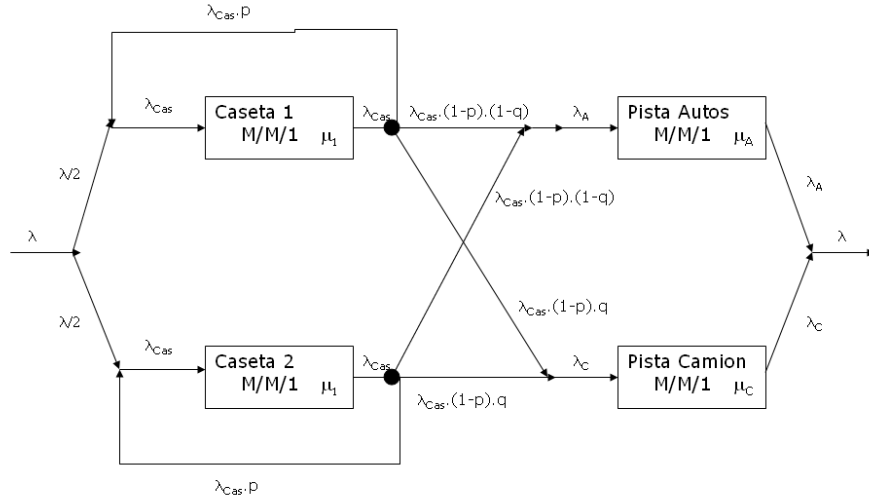 λCas.p
λCas
Caseta 1
M/M/1 μ1
λCas
λCas.(1-p).(1-q)
λA
Pista Autos
M/M/1 μA
λ/2
λCas.(1-p).(1-q)
λA
λ
λ
λ/2
λCas.(1-p).q
λC
λCas
Caseta 2
M/M/1 μ1
λCas
λC
Pista Camion
M/M/1 μC
λCas.(1-p).q
λCas.p